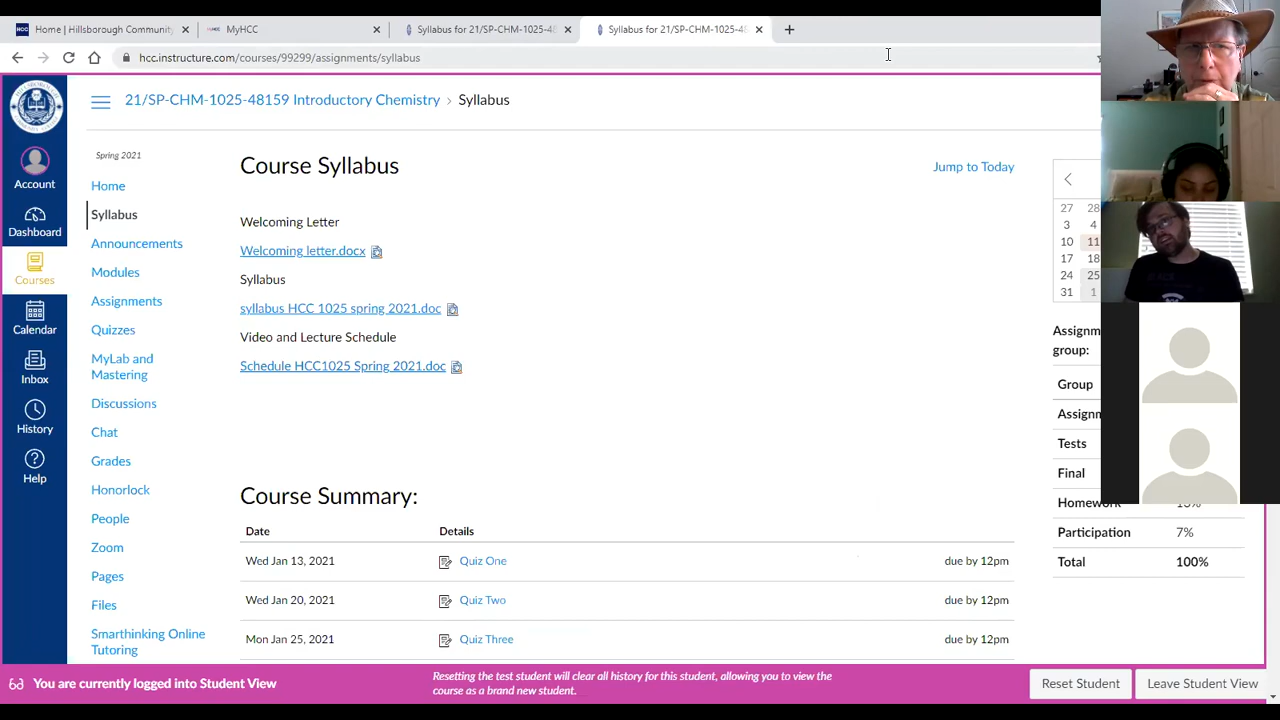 Home | Hillsborough Community
MyHCC
Syllabus for 21/SP-CHM-1025-48
Syllabus for 21/SP-CHM-1025-48
hcc.instructure.com/courses/99299/assignments/syllabus
21/SP-CHM-1025-48159 Introductory Chemistry › Syllabus
Account
Dashboard
Courses
Calendar
Inbox
History
Help
Spring 2021
Home
Syllabus
Announcements
Modules
Assignments
Quizzes
MyLab and
Mastering
Discussions
Chat
Grades
Honorlock
People
Zoom
Pages
Files
Smarthinking Online
Tutoring
Course Syllabus
Jump to Today
Welcoming Letter
Welcoming letter.docx
Syllabus
syllabus HCC 1025 spring 2021.doc
Video and Lecture Schedule
Schedule HCC1025 Spring 2021.doc
Course Summary:
Date Details
Wed Jan 13, 2021 Quiz One due by 12pm
Wed Jan 20, 2021 Quiz Two due by 12pm
Mon Jan 25, 2021 Quiz Three due by 12pm
27 28
3 4
10 11
17 18
24 25
31 1
Assignm
group:
Group
Assignm
Tests
Final
Homework
Participation 7%
Total 100%
You are currently logged into Student View
Resetting the test student will clear all history for this student, allowing you to view the
course as a brand new student.
Reset Student
Leave Student View